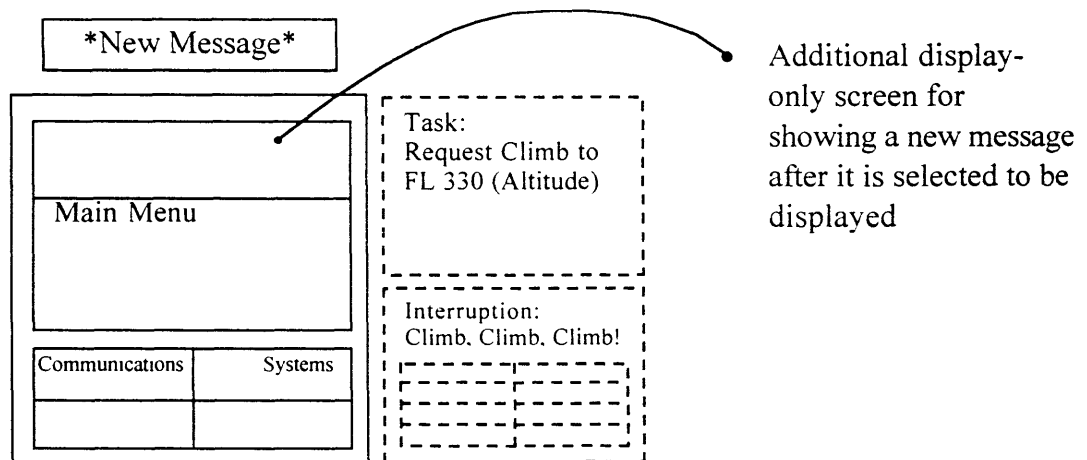 *New Message*
Main Menu
Communications
Systems
Task:
Request Climb to
FL 330 (Altitude)
Interruption:
Climb, Climb, Climb!
Additional display-
only screen for
showing a new message
after it is selected to be
displayed